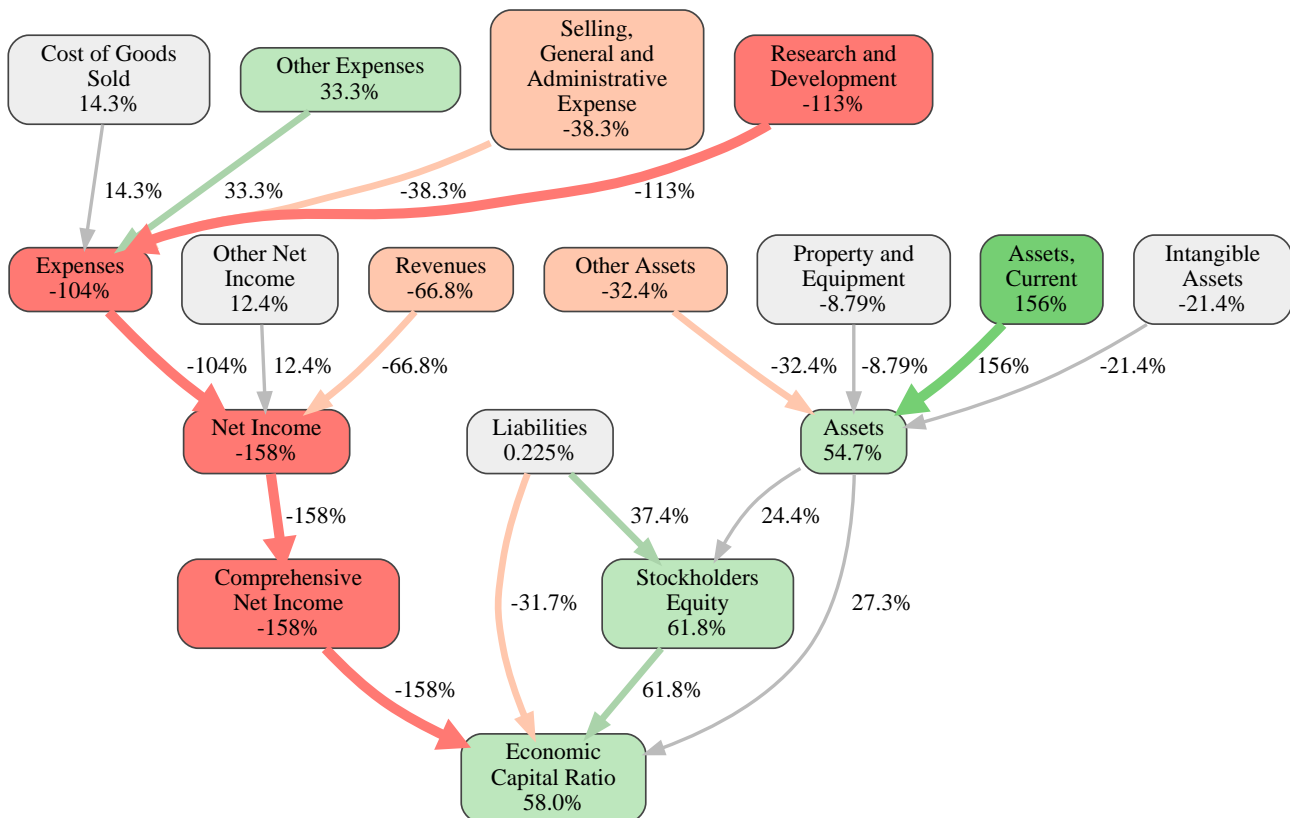 Cost of Goods
Sold
14.3%
Other Expenses
33.3%
Selling,
General and
Administrative
Expense
-38.3%
Research and
Development
-113%
14.3%
33.3%
-38.3%
-113%
Expenses
-104%
Other Net
Income
12.4%
Revenues
-66.8%
Other Assets
-32.4%
Property and
Equipment
-8.79%
Assets,
Current
156%
Intangible
Assets
-21.4%
-104%
12.4%
-66.8%
-32.4%
-8.79%
156%
-21.4%
Net Income
-158%
Liabilities
0.225%
Assets
54.7%
-158%
37.4%
24.4%
Comprehensive
Net Income
-158%
-31.7%
Stockholders
Equity
61.8%
27.3%
-158%
61.8%
Economic
Capital Ratio
58.0%